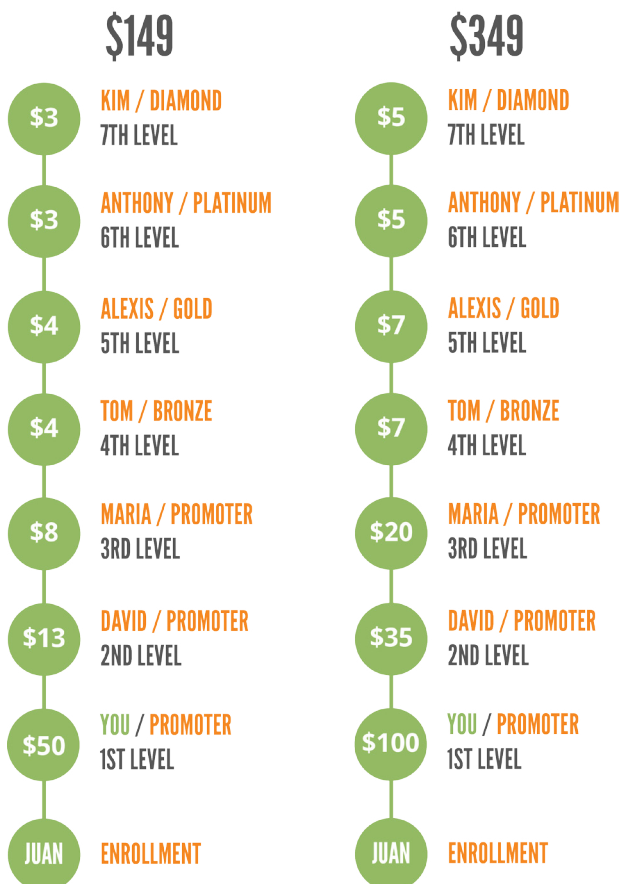 $149
$3
KIM / DIAMOND
7TH LEVEL
$3
ANTHONY / PLATINUM
6TH LEVEL
$4
ALEXIS / GOLD
5TH LEVEL
$4
TOM / BRONZE
4TH LEVEL
$8
MARIA / PROMOTER
3RD LEVEL
$13
DAVID / PROMOTER
2ND LEVEL
$50
YOU / PROMOTER
1ST LEVEL
JUAN
ENROLLMENT
$349
$5
KIM / DIAMOND
7TH LEVEL
$5
ANTHONY / PLATINUM
6TH LEVEL
$7
ALEXIS / GOLD
5TH LEVEL
$7
TOM / BRONZE
4TH LEVEL
$20
MARIA / PROMOTER
3RD LEVEL
$35
DAVID / PROMOTER
2ND LEVEL
$100
YOU / PROMOTER
1ST LEVEL
JUAN
ENROLLMENT